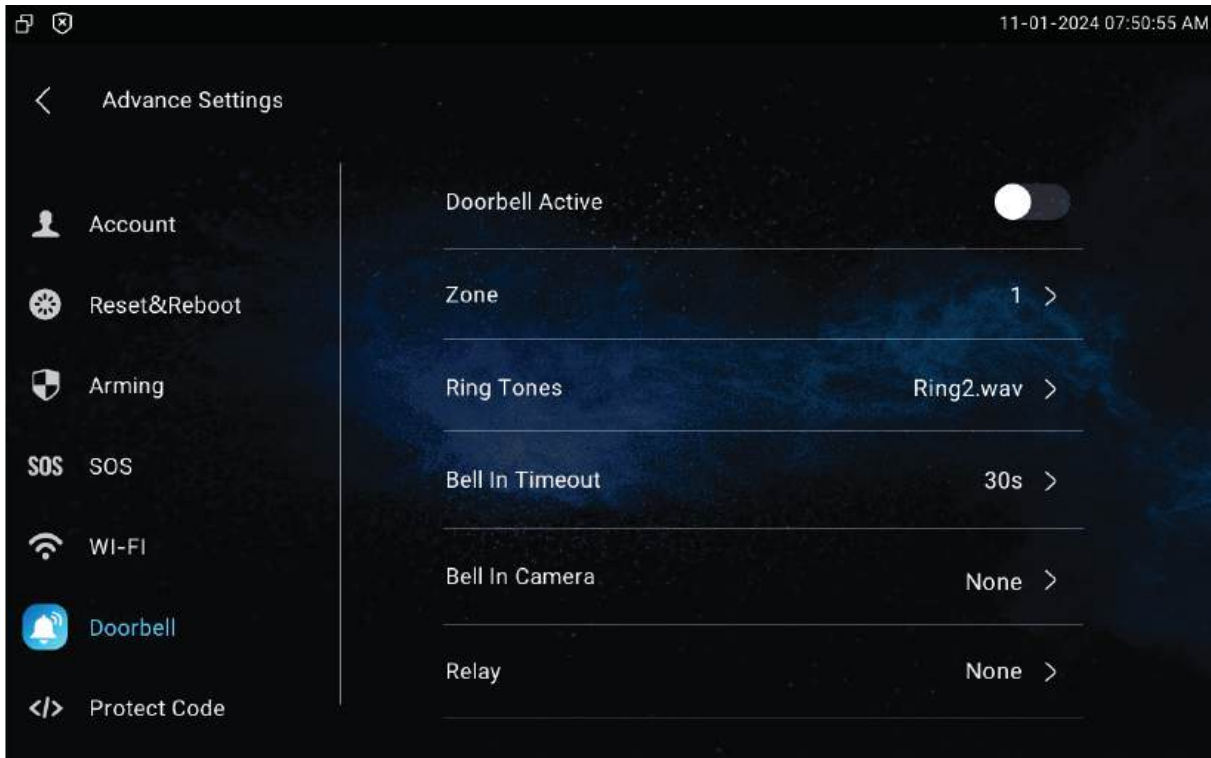 11-01-2024 07:50:55 AM
Advance Settings
Account
Reset&Reboot
Arming
SOS SOS
WI-FI
Doorbell
</> Protect Code
Doorbell Active
Zone 1 >
Ring Tones Ring2.wav >
Bell In Timeout 30s >
Bell In Camera None >
Relay None >